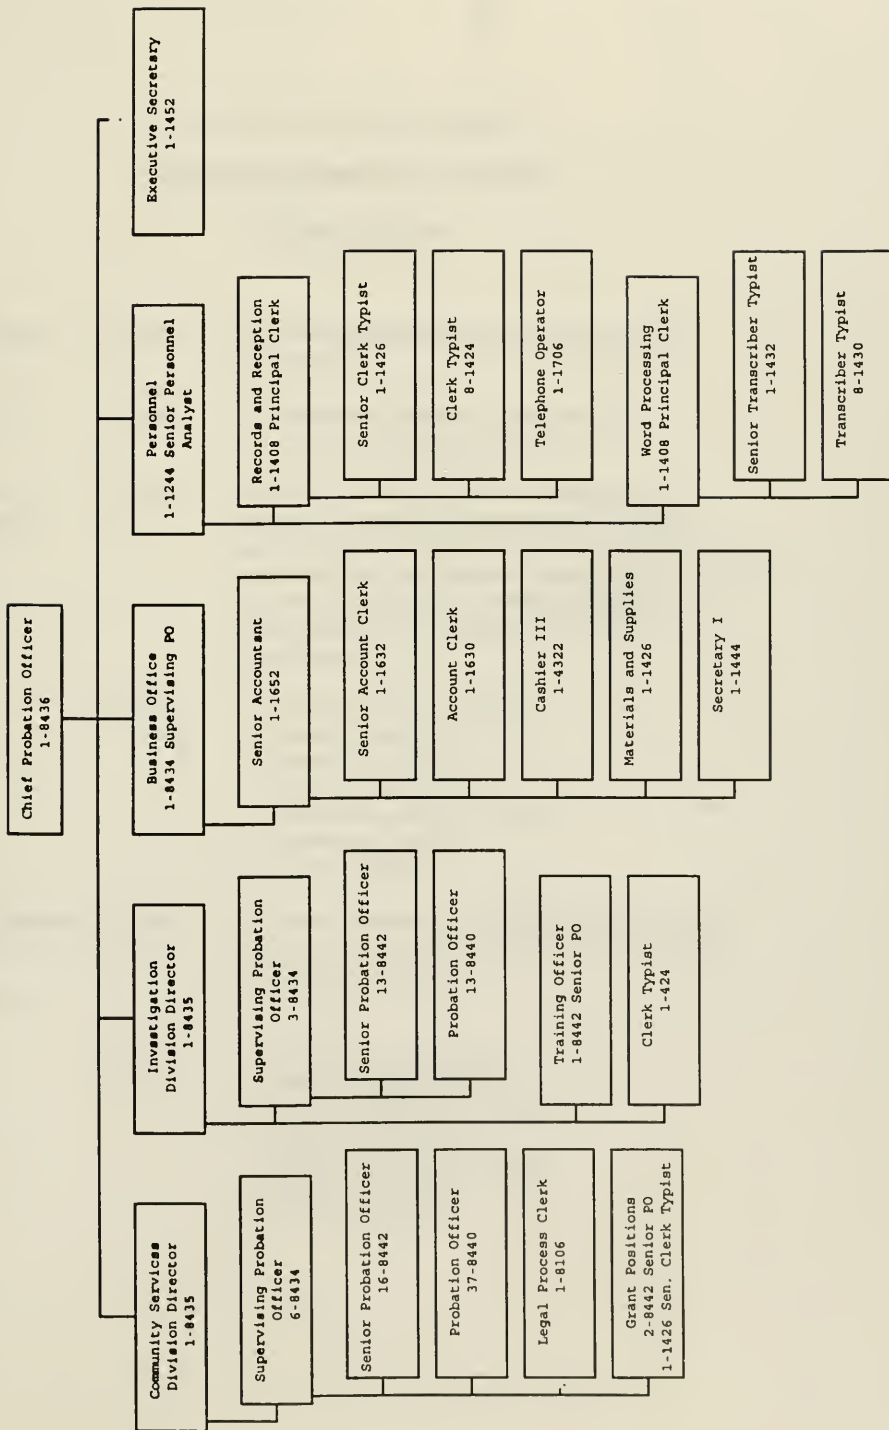 Chief Probation Officer
1-8436
Community Services
Division Director
1-8435
Supervising Probation
Officer
6-8434
Senior Probation Officer
16-8442
Probation Officer
37-8440
Legal Process Clerk
1-8106
Grant Positions
2-8442 Senior PO
1-1426 Sen. Clerk Typist
Investigation
Division Director
1-8435
Supervising Probation
Officer
3-8434
Senior Probation Officer
13-8442
Probation Officer
13-8440
Training Officer
1-8442 Senior PO
Clerk Typist
1-424
Business Office
1-8434 Supervising PO
Senior Accountant
1-1652
Senior Account Clerk
1-1632
Account Clerk
1-1630
Cashier III
1-4322
Materials and Supplies
1-1426
Secretary I
1-1444
Personnel
1-1244 Senior Personnel
Analyst
Records and Reception
1-1408 Principal Clerk
Senior Clerk Typist
1-1426
Clerk Typist
8-1424
Telephone Operator
1-1706
Word Processing
1-1408 Principal Clerk
Senior Transcriber Typist
1-1432
Transcriber Typist
8-1430
Executive Secretary
1-1452